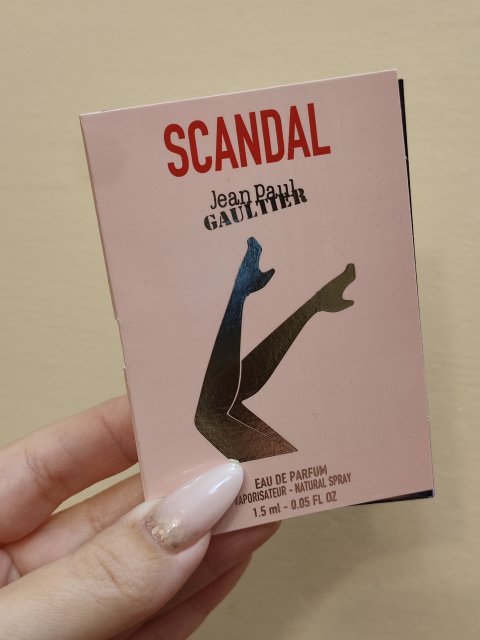 SCANDAL
Jean Paul
GAULTIER
EAU DE PARFUM
VAPORISATEUR - NATURAL SPRAY
1.5 ml - 0.05 FL OZ